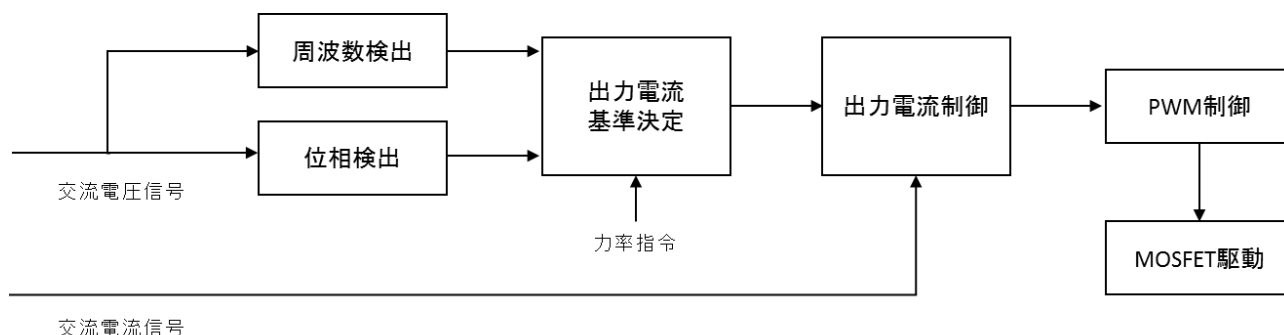 周波数検出
位相検出
交流電圧信号
出力電流
基準決定
力率指令
出力電流制御
PWM制御
MOSFET駆動
交流電流信号